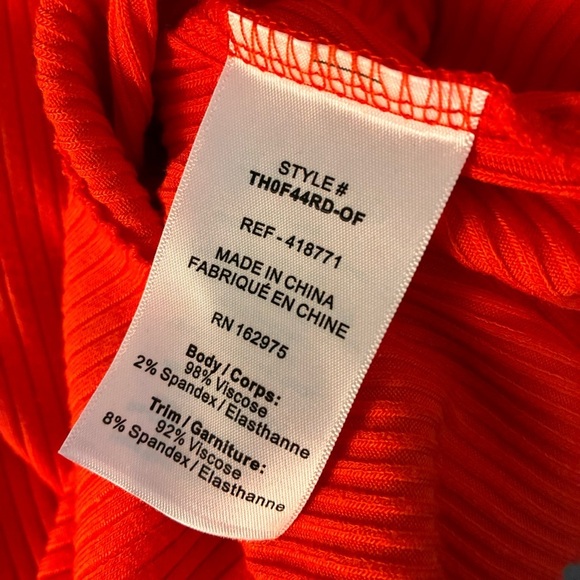 STYLE #
TH0F44RD-OF
REF - 418771
MADE IN CHINA
FABRIQUÉ EN CHINE
RN 162975
Body / Corps:
98% Viscose
2% Spandex / Elasthanne
Trim / Garniture:
92% Viscose
8% Spandex / Elasthanne